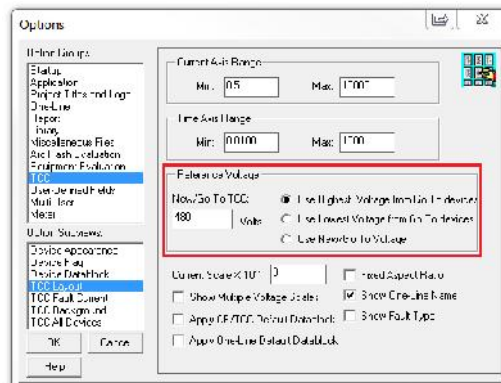 Options
Option Groups:
Startup
Application
Project Titles and Logo
One-Line
Report
Library
Miscellaneous Files
Arc Flash Evaluation
Equipment Evaluation
TCC
User-Defined Fields
Multi-User
Meter
Option Subviews:
Device Appearance
Device Flag
Device Datablock
TCC Layout
TCC Fault Current
TCC Background
TCC All Devices
OK Cancel
Help
Current Axis Range
Min: 0.5 Max:
Time Axis Range
Min: 0.0100 Max: 1000
Reference Voltage
New/Go To TCC:
480 Volts
Use Highest Voltage from Go To devices
Use Lowest Voltage from Go To devices
Use New/Go To Voltage
Current Scale X 10^: 0
Fixed Aspect Ratio
Show Multiple Voltage Scales
Show One-Line Name
Apply Default Datablock
Show Fault Type
Apply One-Line Default Datablock